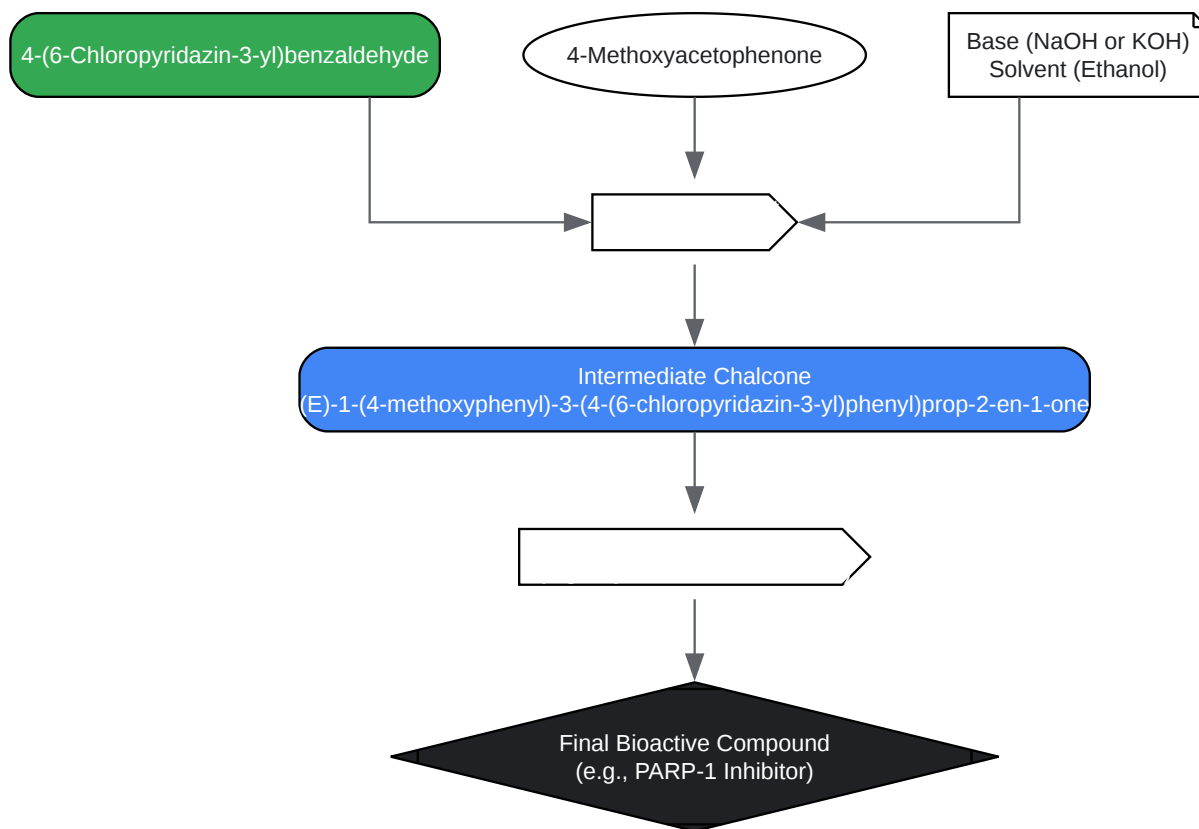 4-(6-Chloropyridazin-3-yl)benzaldehyde
4-Methoxyacetophenone
Base (NaOH or KOH)
Solvent (Ethanol)
Intermediate Chalcone
(E)-1-(4-methoxyphenyl)-3-(4-(6-chloropyridazin-3-yl)phenyl)prop-2-en-1-one
Final Bioactive Compound
(e.g., PARP-1 Inhibitor)